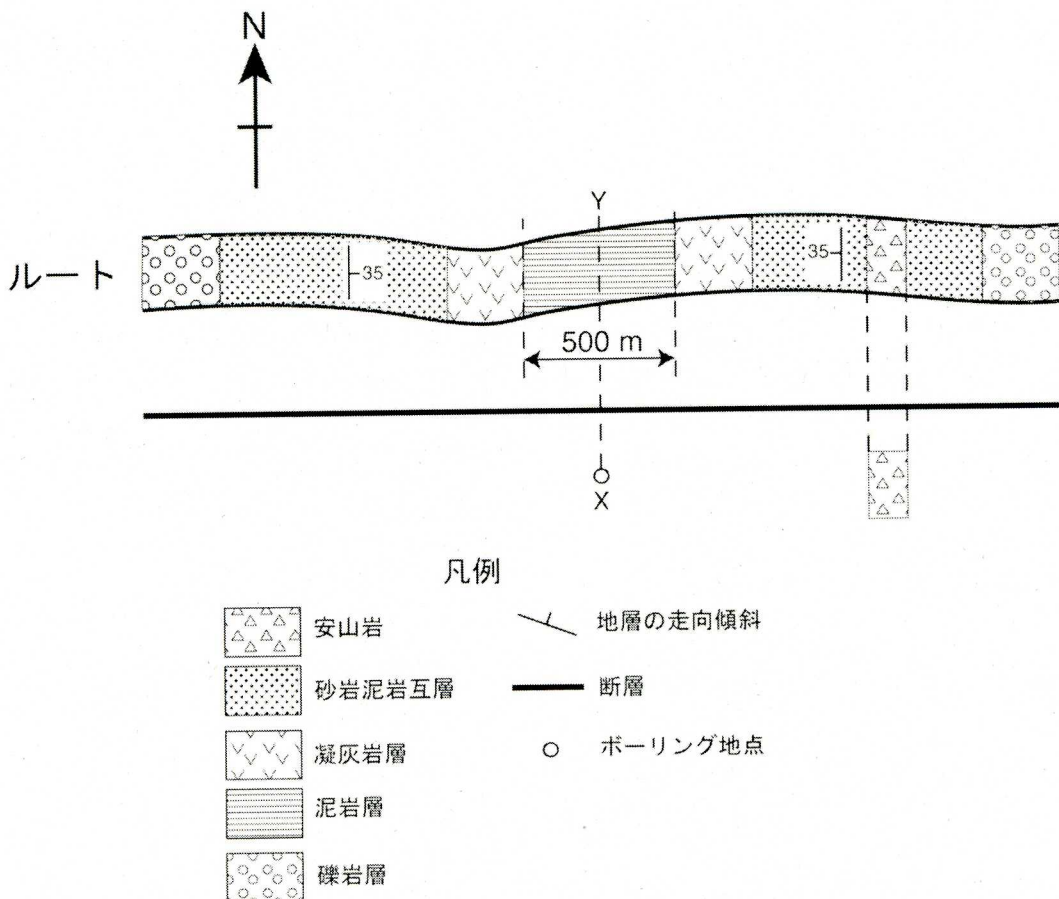 N
ルート
35
Y
35
500 m
X
凡例
安山岩
地層の走向傾斜
砂岩泥岩互層
断層
凝灰岩層
ボーリング地点
泥岩層
礫岩層